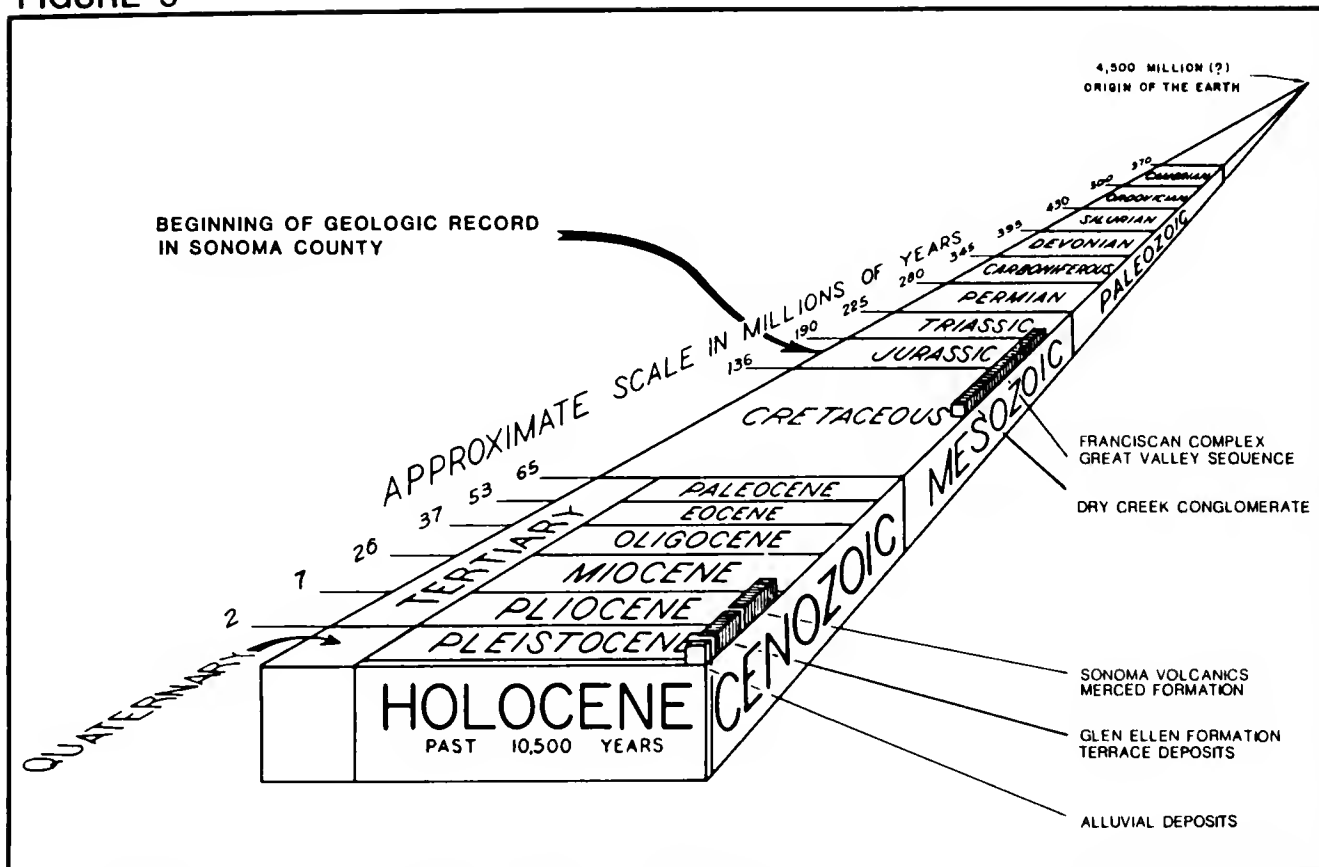 FIGURE
4,500 MILLION (?)
ORIGIN OF THE EARTH
BEGINNING OF GEOLOGIC RECORD
IN SONOMA COUNTY
APPROXIMATE SCALE IN MILLIONS OF YEARS
370
500
430
395
345
280
225
190
136
65
53
37
26
7
2
CAMBRIAN
ORDOVICIAN
SILURIAN
DEVONIAN
CARBONIFEROUS
PERMIAN
TRIASSIC
JURASSIC
CRETACEOUS
PALEOCENE
EOCENE
OLIGOCENE
MIOCENE
PLIOCENE
PLEISTOCENE
HOLOCENE
PAST 10,500 YEARS
TERTIARY
QUATERNARY
PALEOZOIC
MESOZOIC
CENOZOIC
FRANCISCAN COMPLEX
GREAT VALLEY SEQUENCE
DRY CREEK CONGLOMERATE
SONOMA VOLCANICS
MERCED FORMATION
GLEN ELLEN FORMATION
TERRACE DEPOSITS
ALLUVIAL DEPOSITS